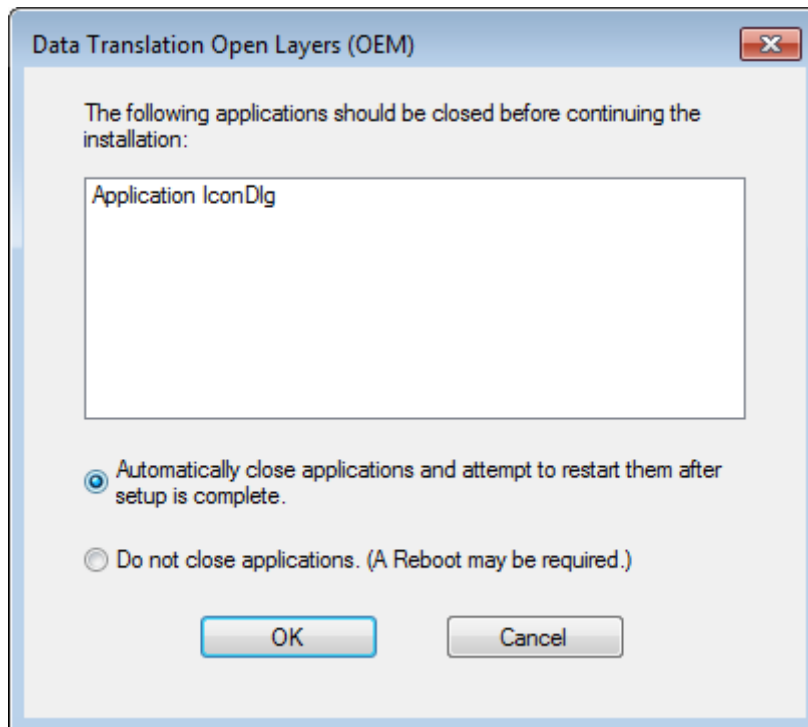 Data Translation Open Layers (OEM)
The following applications should be closed before continuing the
installation:
Application IconDlg
Automatically close applications and attempt to restart them after
setup is complete.
Do not close applications. (A Reboot may be required.)
OK
Cancel